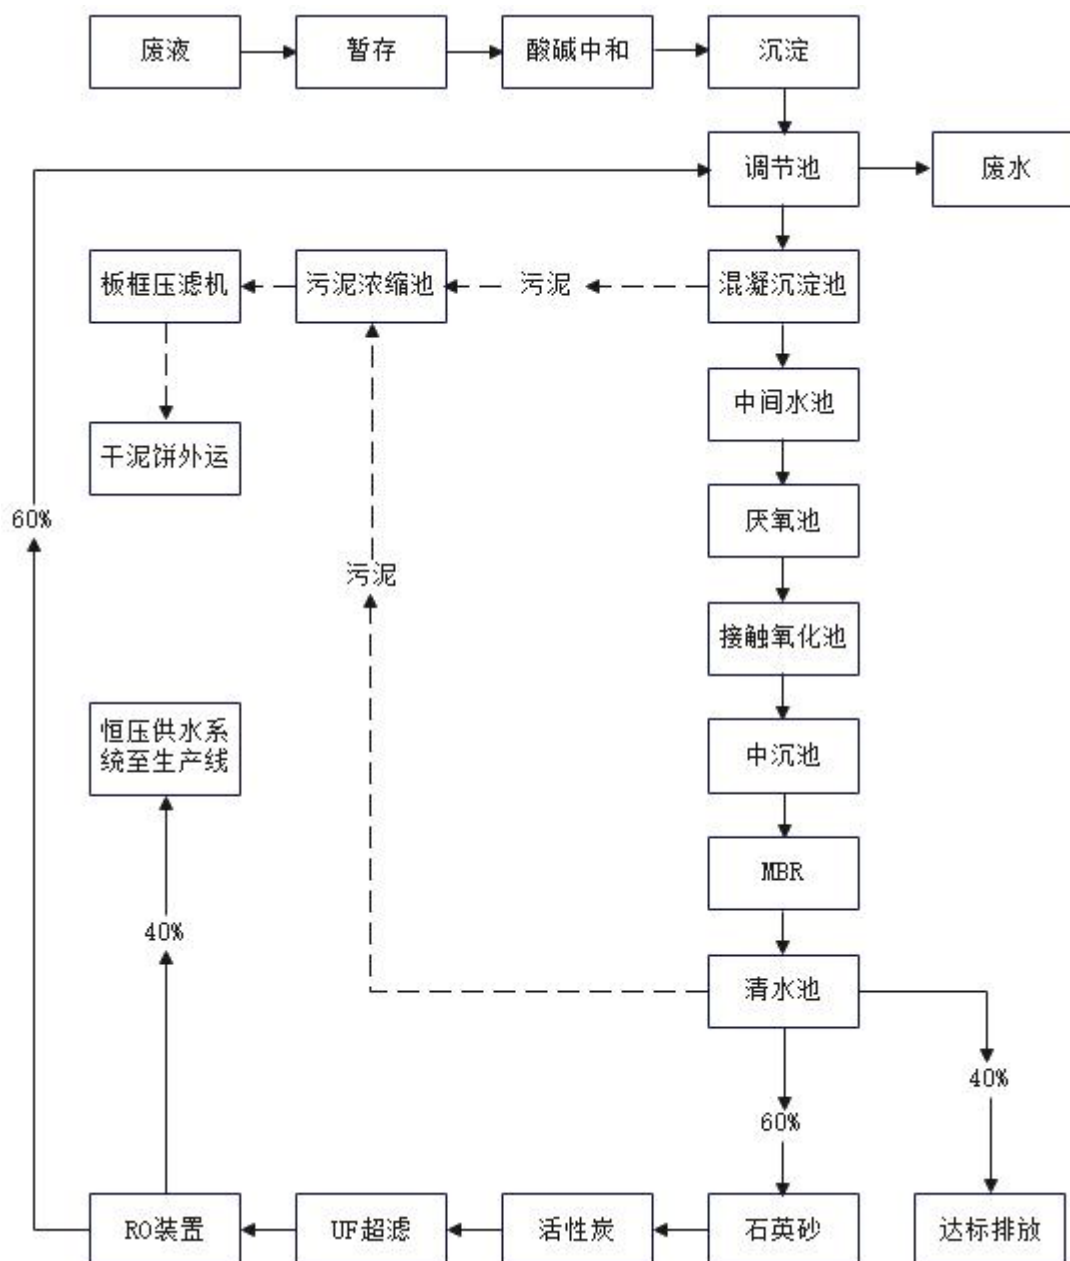 废液
暂存
酸碱中和
沉淀
调节池
废水
板框压滤机
污泥浓缩池
污泥
混凝沉淀池
中间水池
干泥饼外运
60%
厌氧池
污泥
接触氧化池
恒压供水系
统至生产线
中沉池
MBR
40%
清水池
40%
60%
RO装置
UF超滤
活性炭
石英砂
达标排放